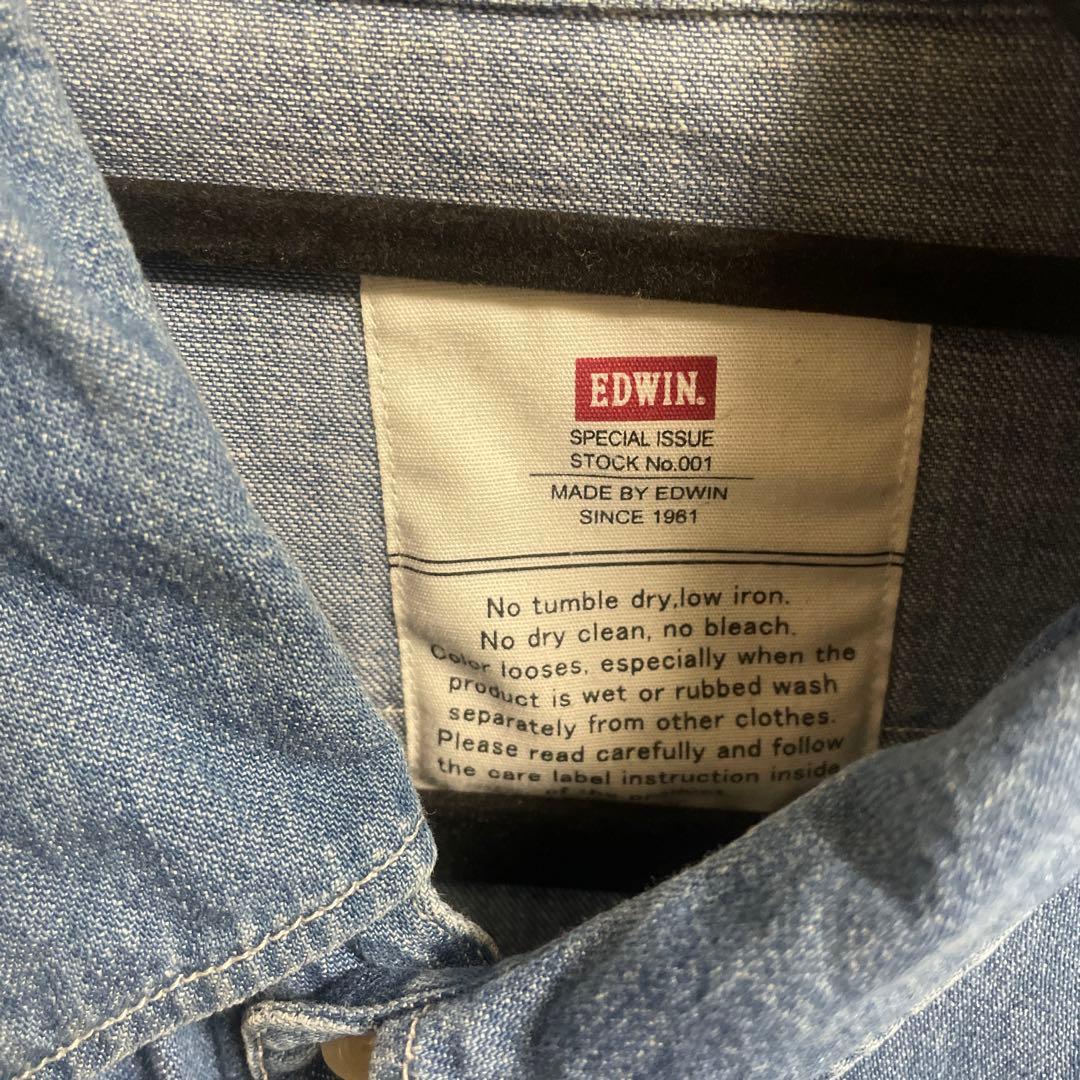 EDWIN.
SPECIAL ISSUE
STOCK No.001
MADE BY EDWIN
SINCE 1961
No tumble dry,low iron.
No dry clean, no bleach.
Color looses, especially when the
product is wet or rubbed wash
separately from other clothes.
Please read carefully and follow
the care label instruction inside
of the